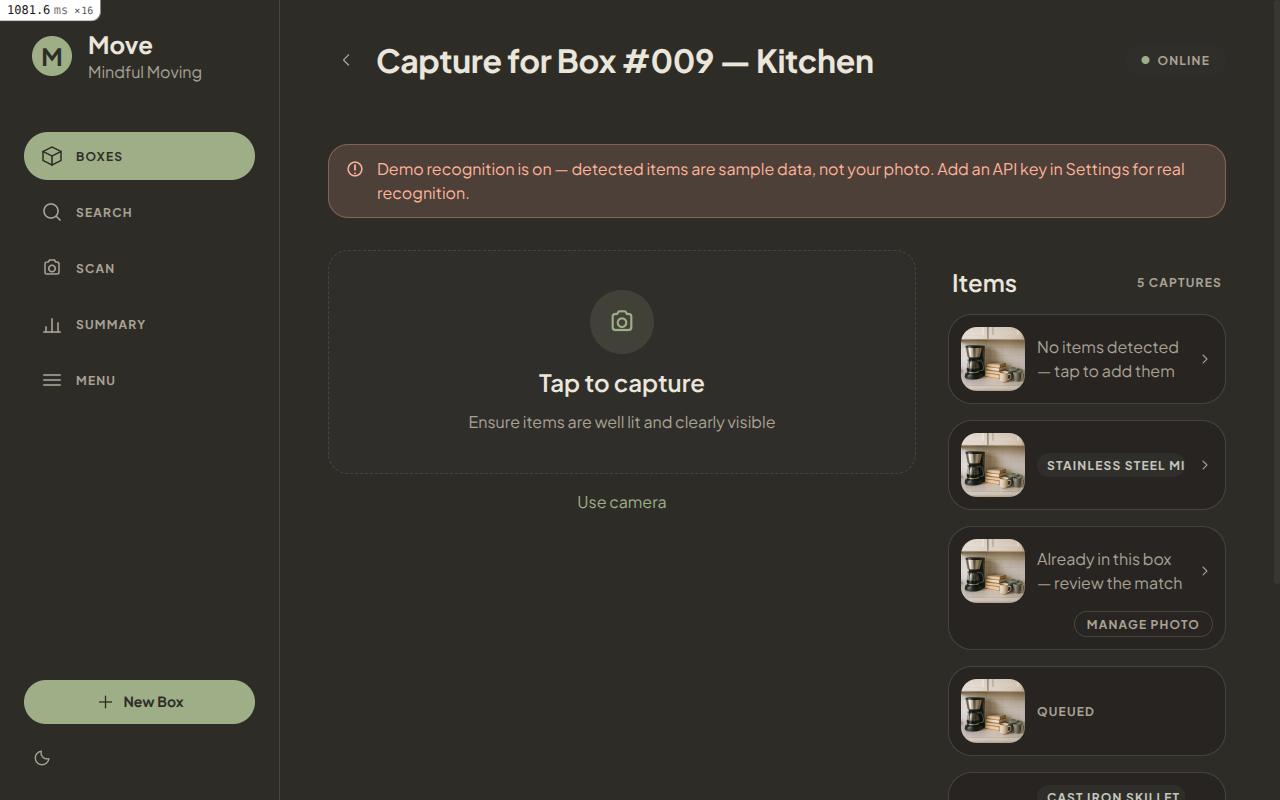 1081.6 ms ×16
M
Move
Mindful Moving
BOXES
SEARCH
SCAN
SUMMARY
MENU
New Box
Capture for Box #009 — Kitchen
ONLINE
Demo recognition is on — detected items are sample data, not your photo. Add an API key in Settings for real
recognition.
Tap to capture
Ensure items are well lit and clearly visible
Use camera
Items
5 CAPTURES
No items detected
— tap to add them
STAINLESS STEEL MI
Already in this box
— review the match
MANAGE PHOTO
QUEUED
CAST IRON SKILLET